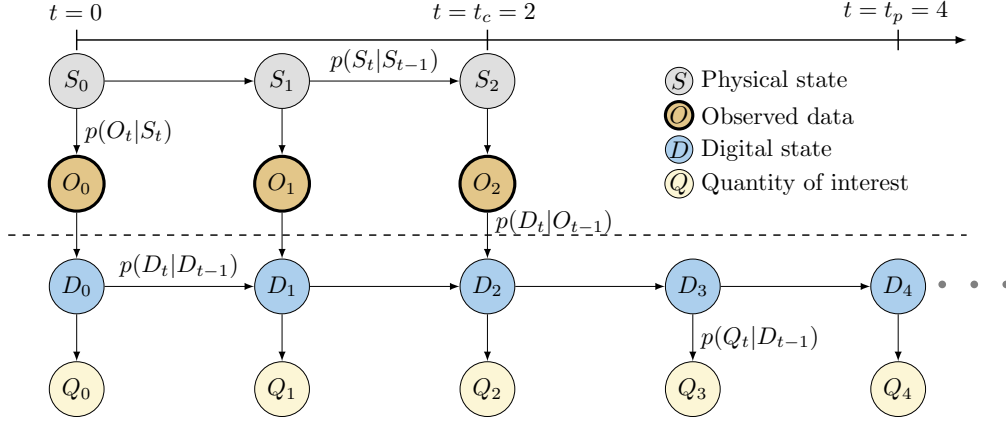 t = 0 t = t_c = 2 t = t_p = 4
S_0 S_1 p(S_t|S_{t-1}) S_2
S Physical state
O Observed data
D Digital state
Q Quantity of interest
p(O_t|S_t)
O_0 O_1 O_2
p(D_t|O_{t-1})
p(D_t|D_{t-1})
D_0 D_1 D_2 D_3 D_4
p(Q_t|D_{t-1})
Q_0 Q_1 Q_2 Q_3 Q_4